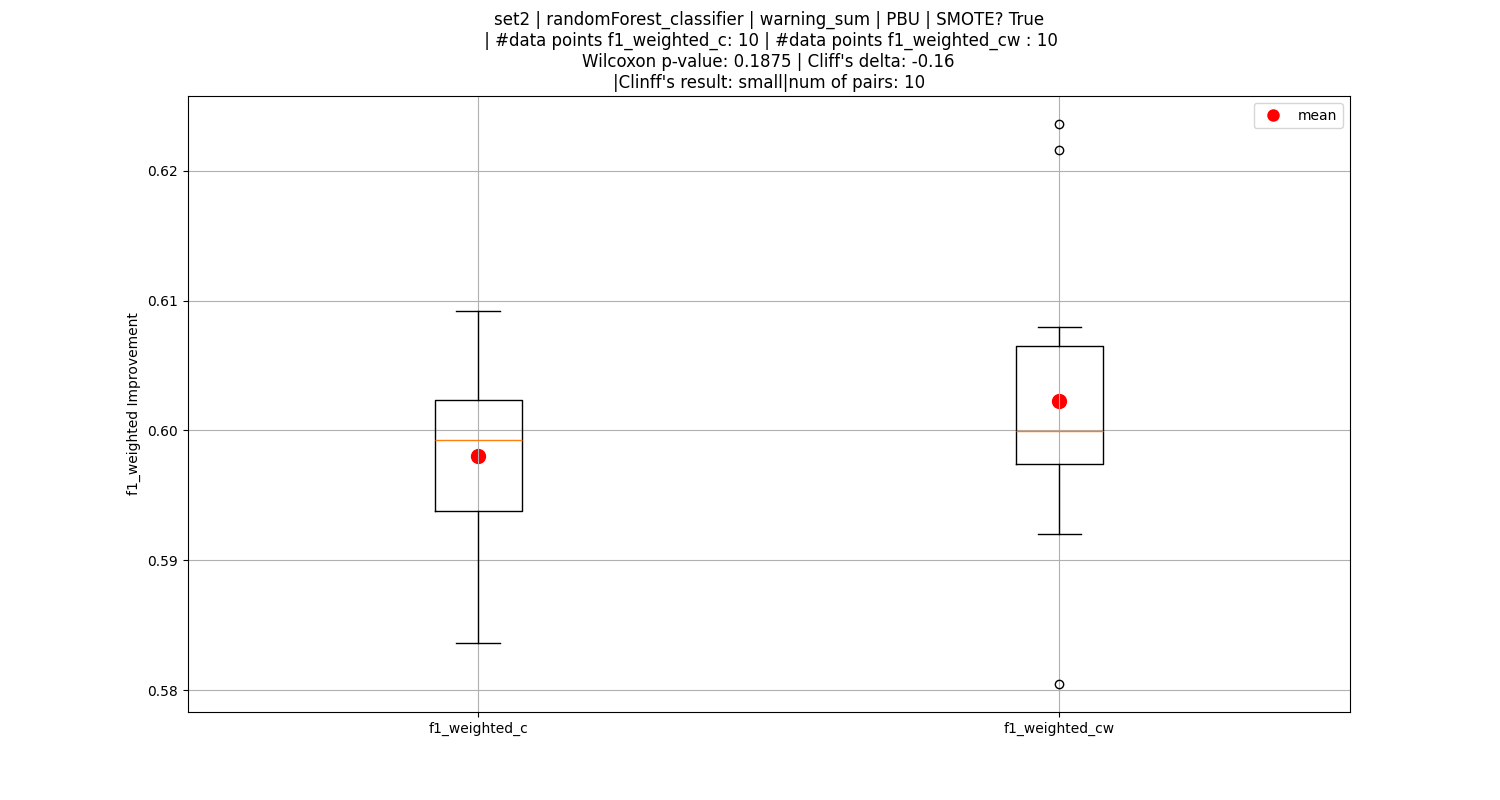 set2 | randomForest_classifier | warning_sum | PBU | SMOTE? True
| #data points f1_weighted_c: 10 | #data points f1_weighted_cw : 10
Wilcoxon p-value: 0.1875 | Cliff's delta: -0.16
|Clinff's result: small|num of pairs: 10
mean
0.62
0.61
0.60
0.59
0.58
f1_weighted Improvement
f1_weighted_c
f1_weighted_cw